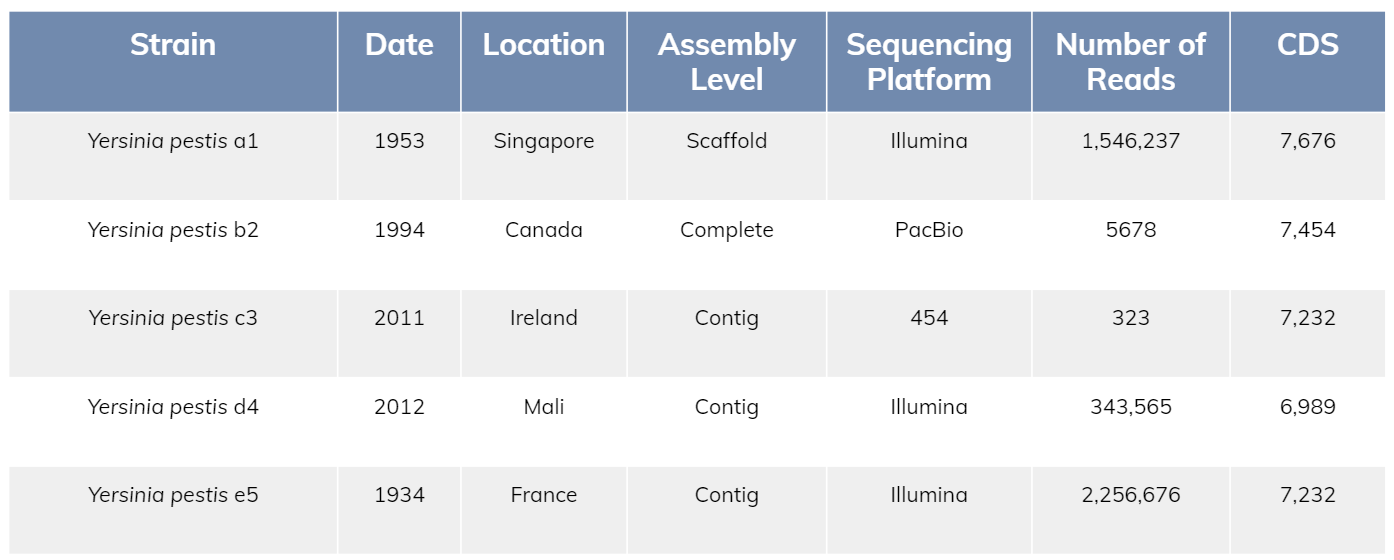 Strain Date Location Assembly Level Sequencing Platform Number of Reads CDS
Yersinia pestis a1 1953 Singapore Scaffold Illumina 1,546,237 7,676
Yersinia pestis b2 1994 Canada Complete PacBio 5678 7,454
Yersinia pestis c3 2011 Ireland Contig 454 323 7,232
Yersinia pestis d4 2012 Mali Contig Illumina 343,565 6,989
Yersinia pestis e5 1934 France Contig Illumina 2,256,676 7,232